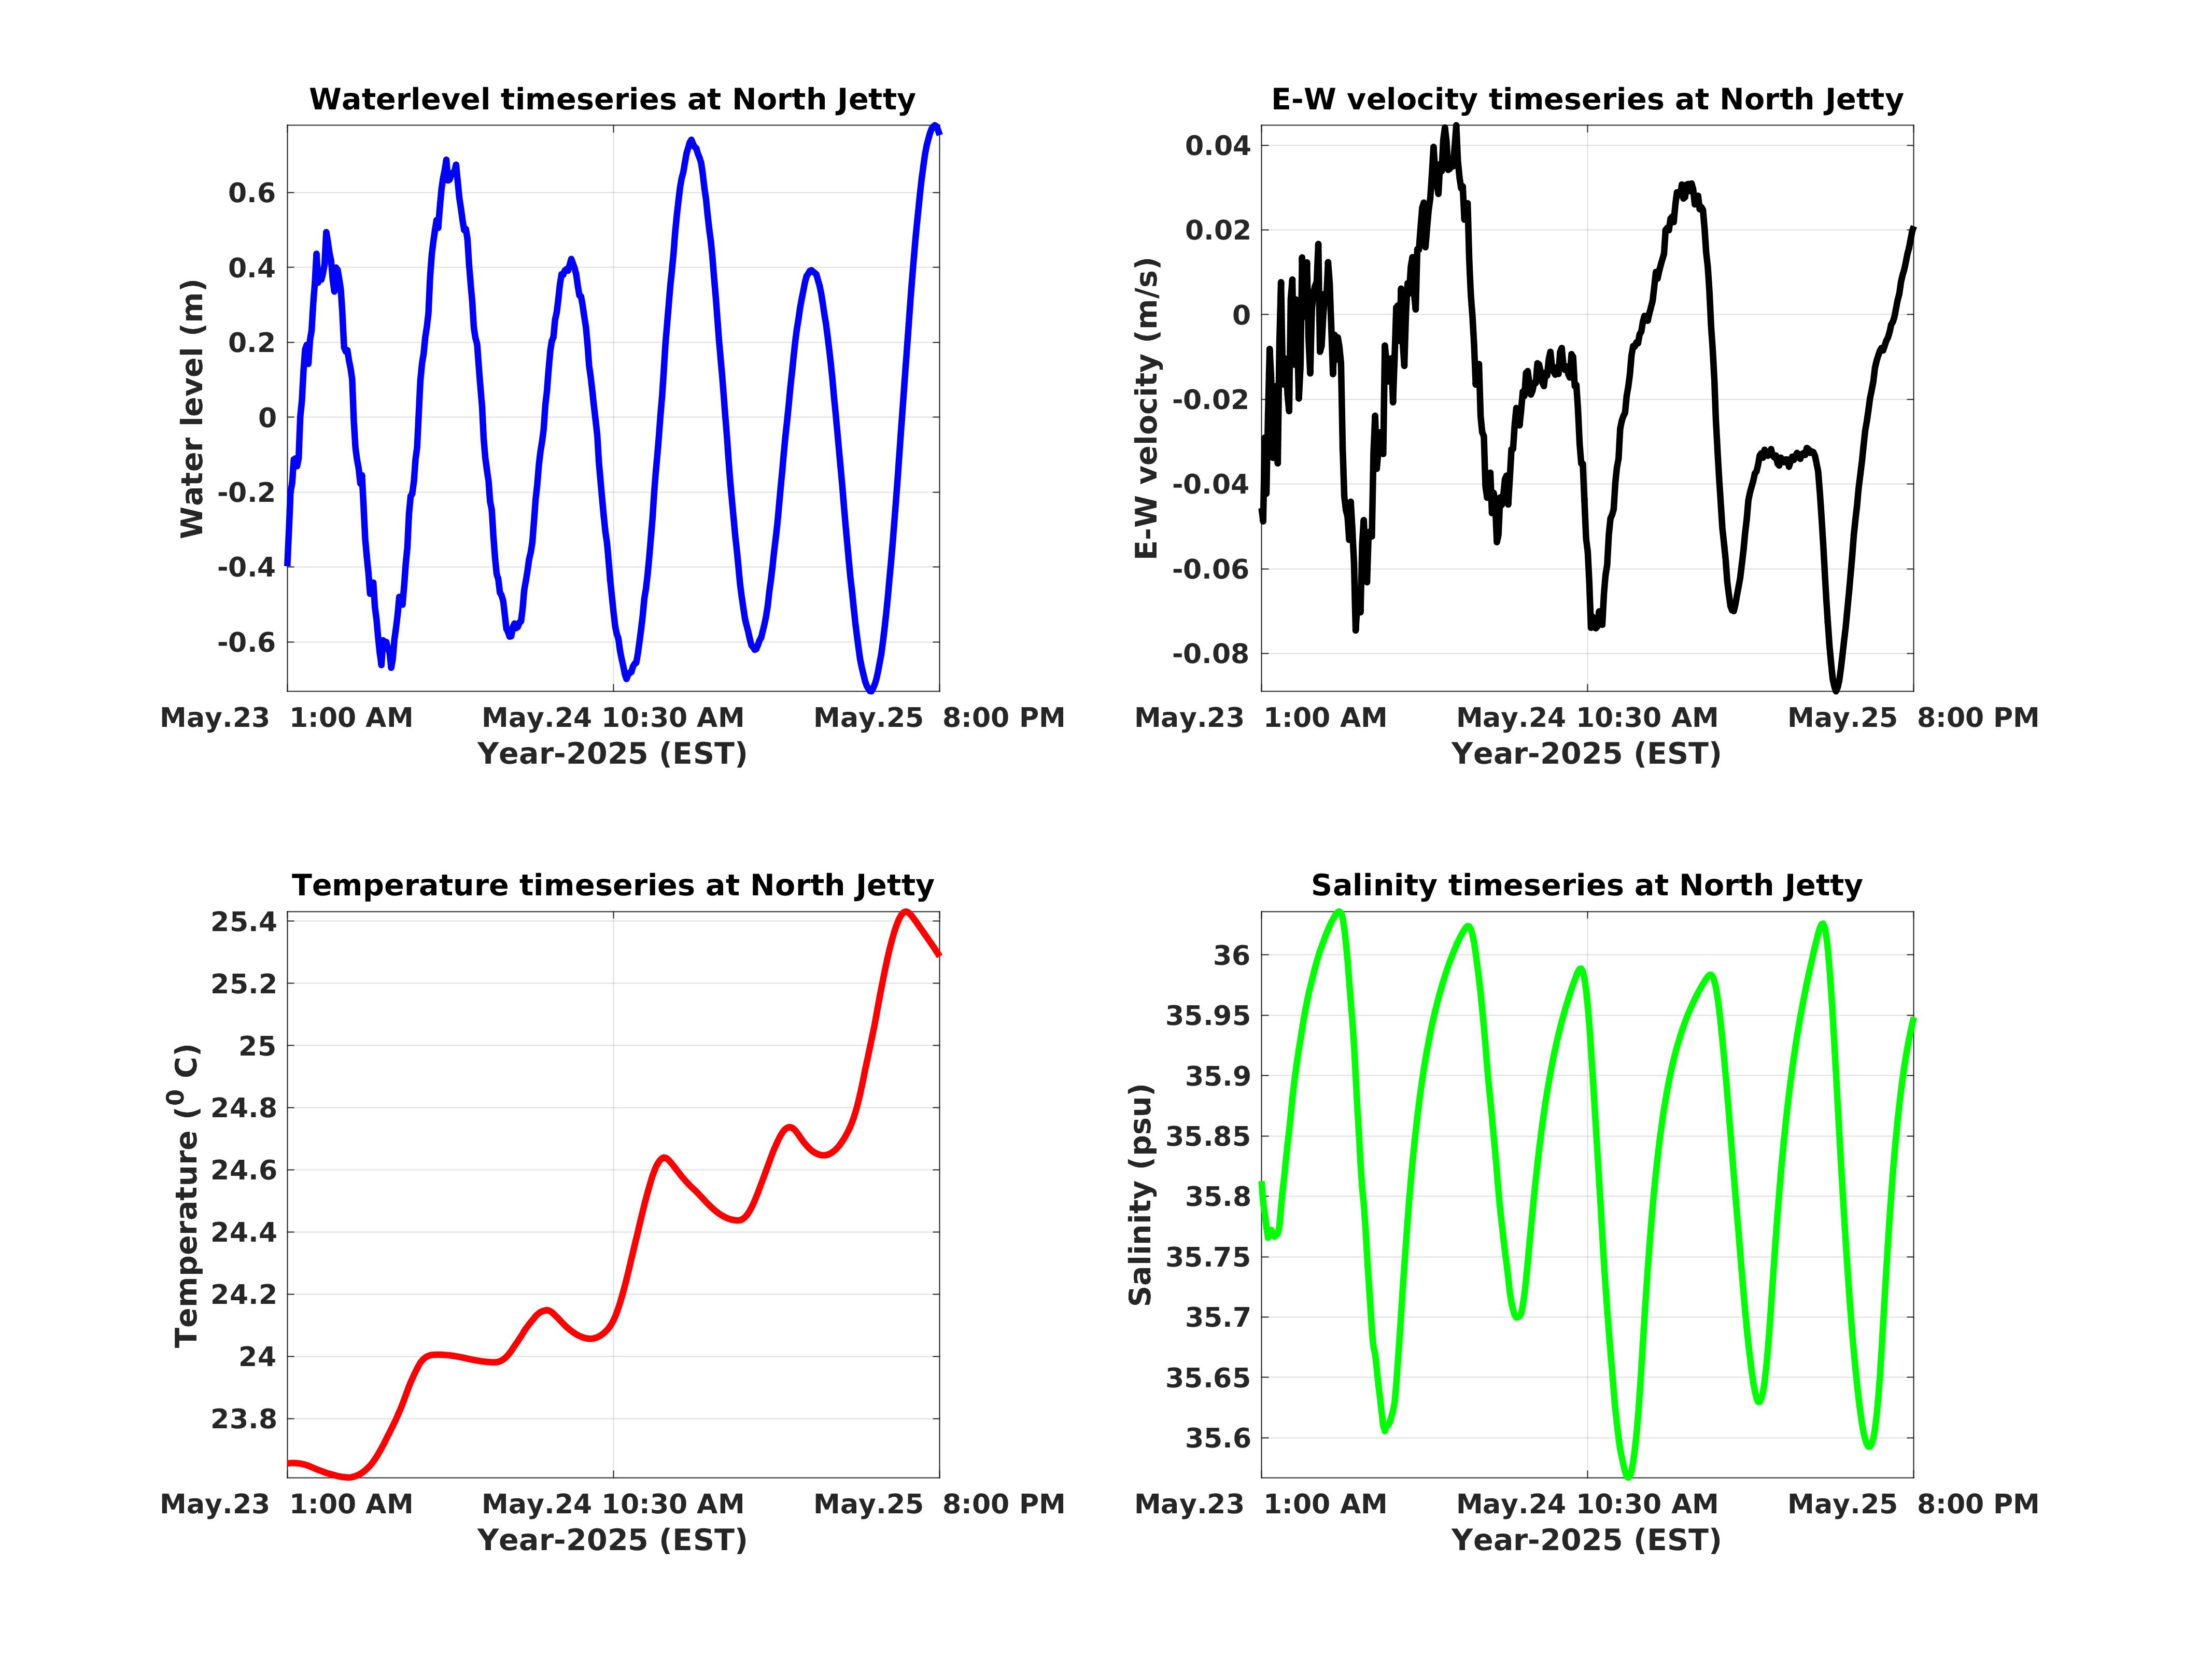 Waterlevel timeseries at North Jetty
Water level (m)
0.6
0.4
0.2
0
-0.2
-0.4
-0.6
May.23 1:00 AM
May.24 10:30 AM
May.25 8:00 PM
Year-2025 (EST)
E-W velocity timeseries at North Jetty
E-W velocity (m/s)
0.04
0.02
0
-0.02
-0.04
-0.06
-0.08
May.23 1:00 AM
May.24 10:30 AM
May.25 8:00 PM
Year-2025 (EST)
Temperature timeseries at North Jetty
Temperature (⁰ C)
25.4
25.2
25
24.8
24.6
24.4
24.2
24
23.8
May.23 1:00 AM
May.24 10:30 AM
May.25 8:00 PM
Year-2025 (EST)
Salinity timeseries at North Jetty
Salinity (psu)
36
35.95
35.9
35.85
35.8
35.75
35.7
35.65
35.6
May.23 1:00 AM
May.24 10:30 AM
May.25 8:00 PM
Year-2025 (EST)